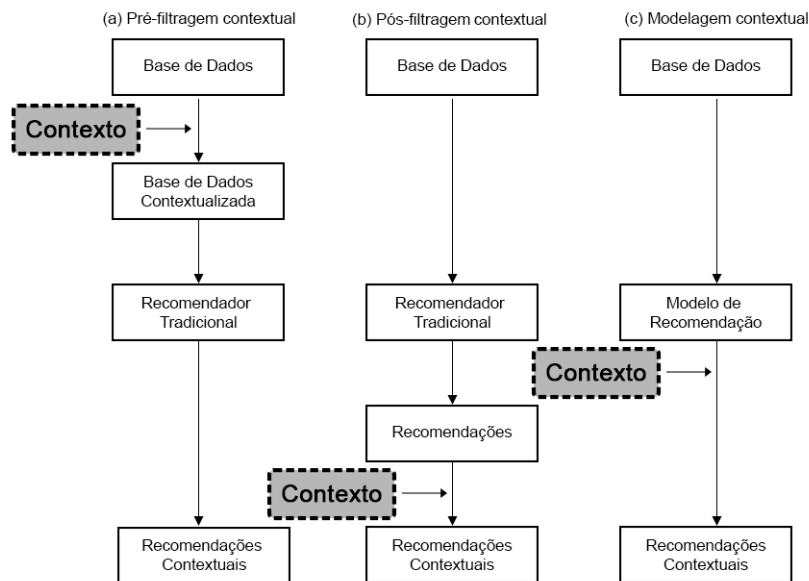 (a) Pré-filtragem contextual
Base de Dados
Contexto
Base de Dados
Contextualizada
Recomendador
Tradicional
Recomendações
Contextuais
(b) Pós-filtragem contextual
Base de Dados
Recomendador
Tradicional
Recomendações
Contexto
Recomendações
Contextuais
(c) Modelagem contextual
Base de Dados
Modelo de
Recomendação
Contexto
Recomendações
Contextuais